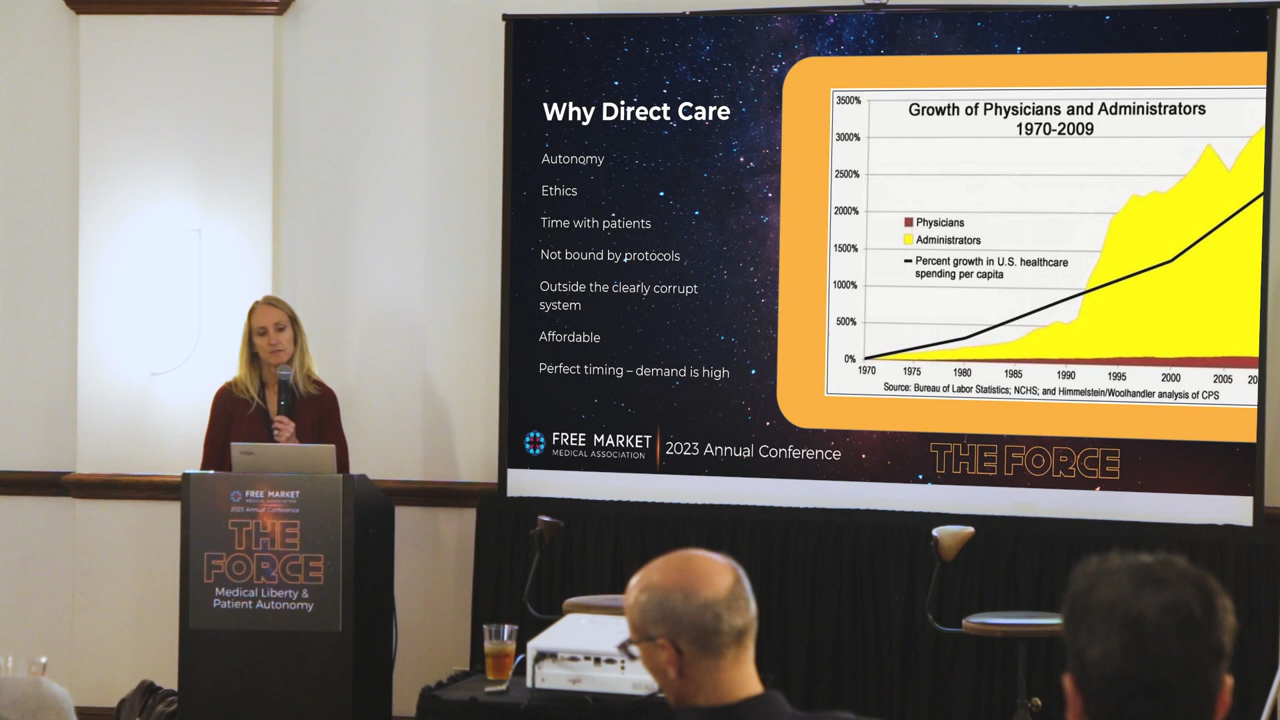 Why Direct Care
Autonomy
Ethics
Time with patients
Not bound by protocols
Outside the clearly corrupt
system
Affordable
Perfect timing – demand is high
Growth of Physicians and Administrators
1970-2009
3500%
3000%
2500%
2000%
1500%
1000%
500%
0%
Physicians
Administrators
Percent growth in U.S. healthcare
spending per capita
1970 1975 1980 1985 1990 1995 2000 2005 20
Source: Bureau of Labor Statistics; NCHS; and Himmelstein/Woolhandler analysis of CPS
FREE MARKET
MEDICAL ASSOCIATION
2023 Annual Conference
THE FORCE
FREE MARKET
MEDICAL ASSOCIATION
2023 Annual Conference
THE
FORCE
Medical Liberty &
Patient Autonomy